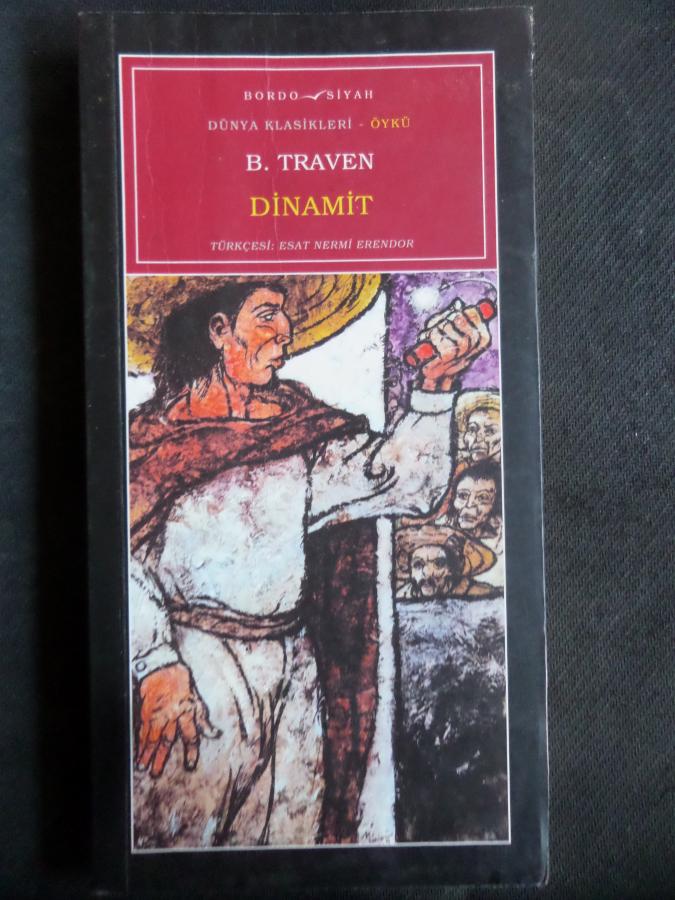 BORDO SİYAH
DÜNYA KLASİKLERİ - ÖYKÜ
B. TRAVEN
DİNAMİT
TÜRKÇESİ: ESAT NERMİ ERENDOR